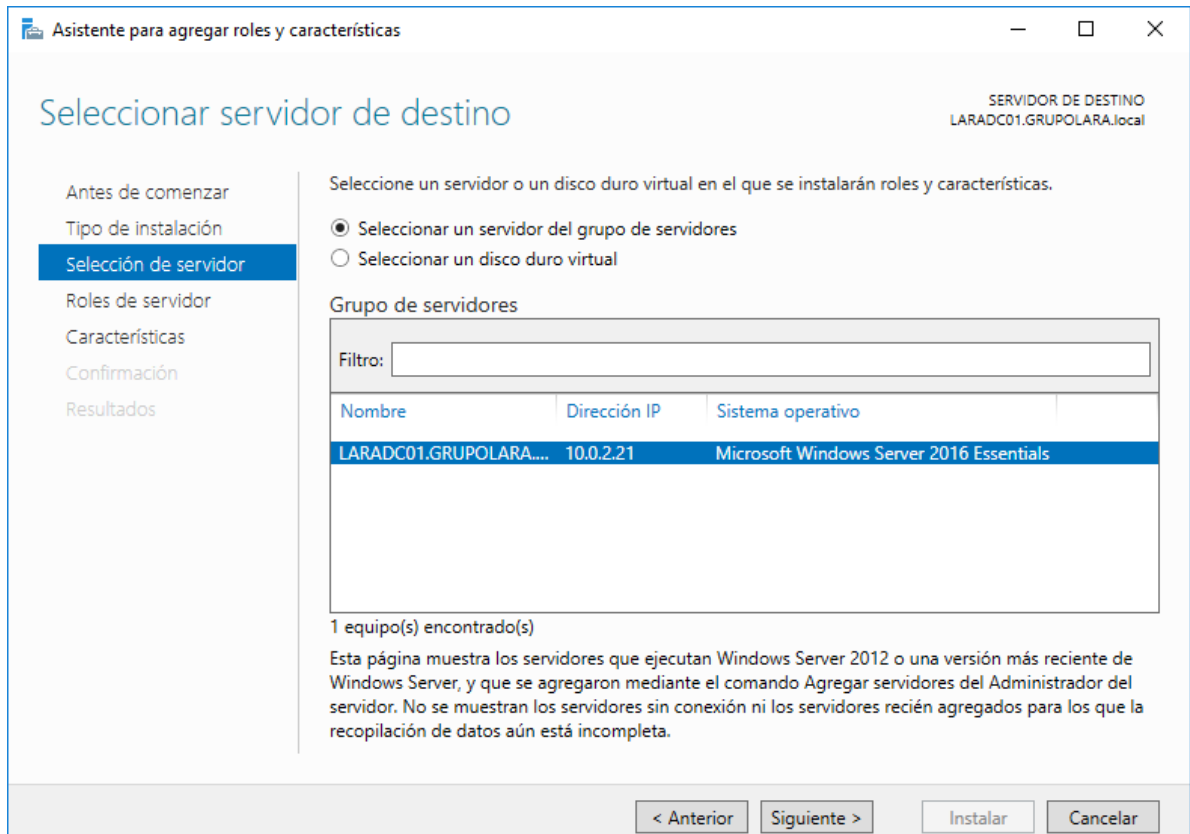 Asistente para agregar roles y características
Seleccionar servidor de destino
SERVIDOR DE DESTINO
LARADC01.GRUPOLARA.local
Antes de comenzar
Tipo de instalación
Selección de servidor
Roles de servidor
Características
Confirmación
Resultados
Seleccione un servidor o un disco duro virtual en el que se instalarán roles y características.
Seleccionar un servidor del grupo de servidores
Seleccionar un disco duro virtual
Grupo de servidores
Filtro:
Nombre Dirección IP Sistema operativo
LARADC01.GRUPOLARA.... 10.0.2.21 Microsoft Windows Server 2016 Essentials
1 equipo(s) encontrado(s)
Esta página muestra los servidores que ejecutan Windows Server 2012 o una versión más reciente de
Windows Server, y que se agregaron mediante el comando Agregar servidores del Administrador del
servidor. No se muestran los servidores sin conexión ni los servidores recién agregados para los que la
recopilación de datos aún está incompleta.
< Anterior Siguiente > Instalar Cancelar